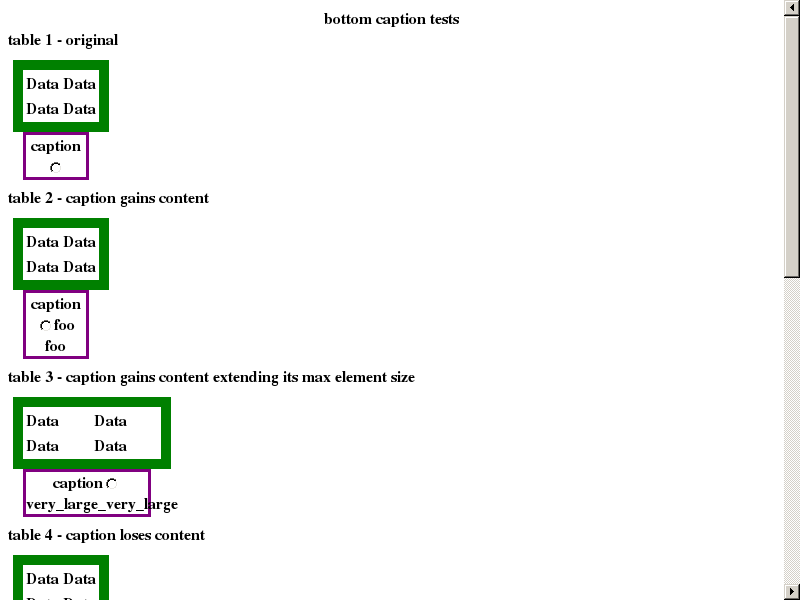 bottom caption tests
table 1 - original
Data Data
Data Data
caption
table 2 - caption gains content
Data Data
Data Data
caption
foo
foo
table 3 - caption gains content extending its max element size
Data Data
Data Data
caption
very_large_very_large
table 4 - caption loses content
Data Data
Data Data